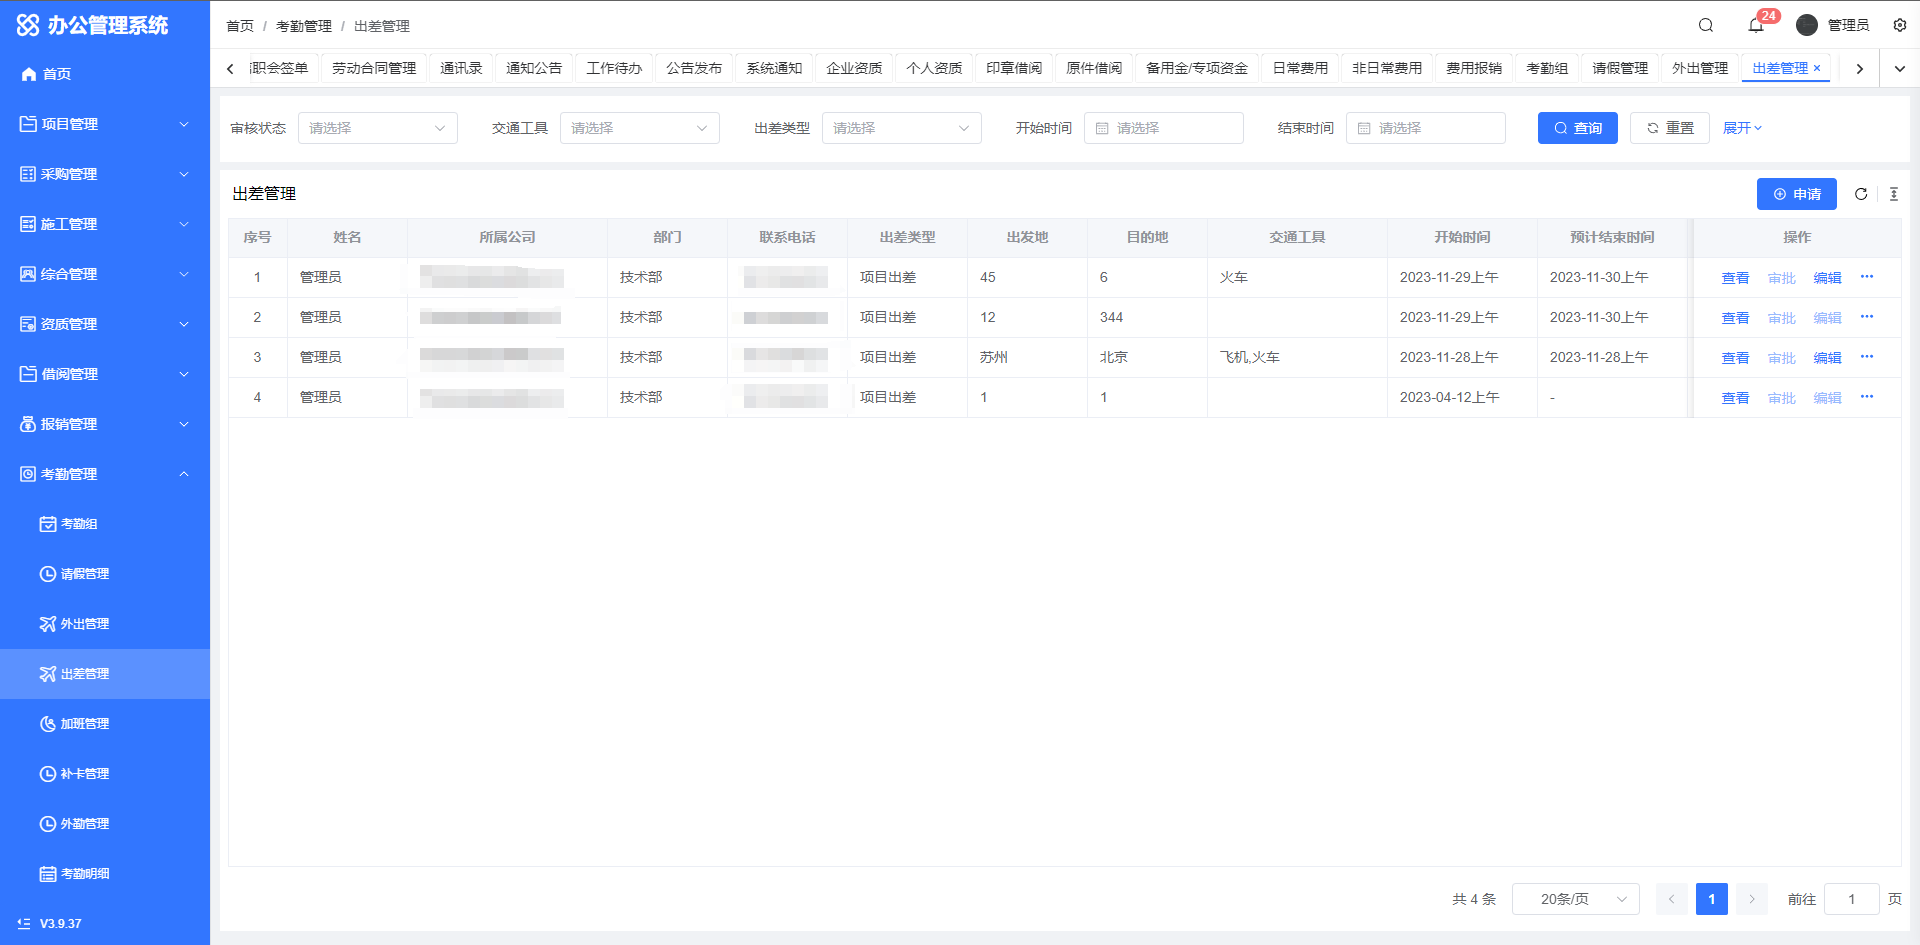 办公管理系统
首页
项目管理
采购管理
施工管理
综合管理
资质管理
借阅管理
报销管理
考勤管理
考勤组
请假管理
外出管理
出差管理
加班管理
补卡管理
外勤管理
考勤明细
V3.9.37
首页 / 考勤管理 / 出差管理
24 管理员
职会签单 劳动合同管理 通讯录 通知公告 工作待办 公告发布 系统通知 企业资质 个人资质 印章借阅 原件借阅 备用金/专项资金 日常费用 非日常费用 费用报销 考勤组 请假管理 外出管理 出差管理 ×
审核状态 请选择 交通工具 请选择 出差类型 请选择 开始时间 请选择 结束时间 请选择 查询 重置 展开
出差管理 申请
序号 姓名 所属公司 部门 联系电话 出差类型 出发地 目的地 交通工具 开始时间 预计结束时间 操作
1 管理员 技术部 项目出差 45 6 火车 2023-11-29上午 2023-11-30上午 查看 审批 编辑 ···
2 管理员 技术部 项目出差 12 344 2023-11-29上午 2023-11-30上午 查看 审批 编辑 ···
3 管理员 技术部 项目出差 苏州 北京 飞机,火车 2023-11-28上午 2023-11-28上午 查看 审批 编辑 ···
4 管理员 技术部 项目出差 1 1 2023-04-12上午 - 查看 审批 编辑 ···
共 4 条 20条/页 1 前往 1 页